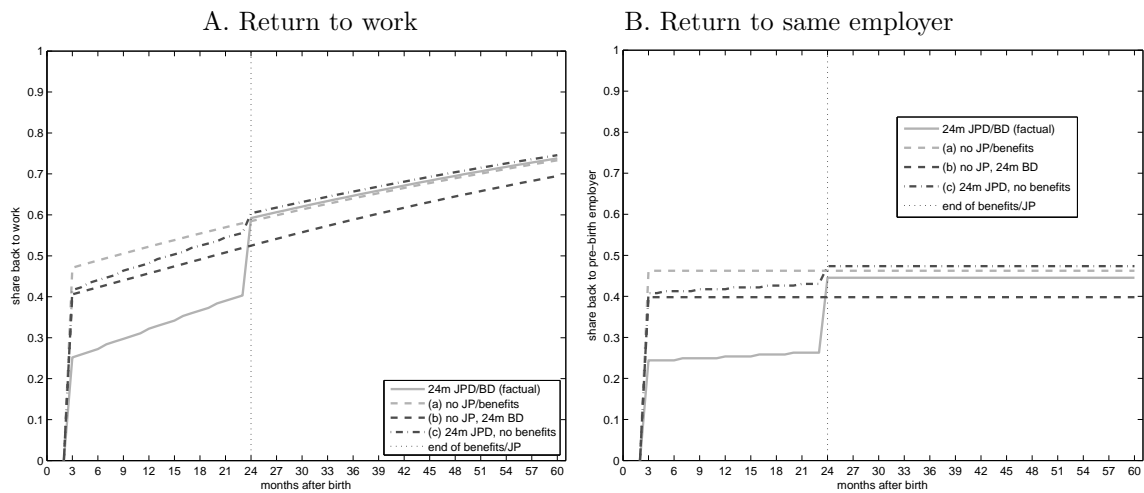 A. Return to work
1
0.9
0.8
0.7
0.6
0.5
0.4
0.3
0.2
0.1
0
share back to work
0 3 6 9 12 15 18 21 24 27 30 33 36 39 42 45 48 51 54 57 60
months after birth
24m JPD/BD (factual)
(a) no JP/benefits
(b) no JP, 24m BD
(c) 24m JPD, no benefits
end of benefits/JP
B. Return to same employer
1
0.9
0.8
0.7
0.6
0.5
0.4
0.3
0.2
0.1
0
share back to pre−birth employer
0 3 6 9 12 15 18 21 24 27 30 33 36 39 42 45 48 51 54 57 60
months after birth
24m JPD/BD (factual)
(a) no JP/benefits
(b) no JP, 24m BD
(c) 24m JPD, no benefits
end of benefits/JP